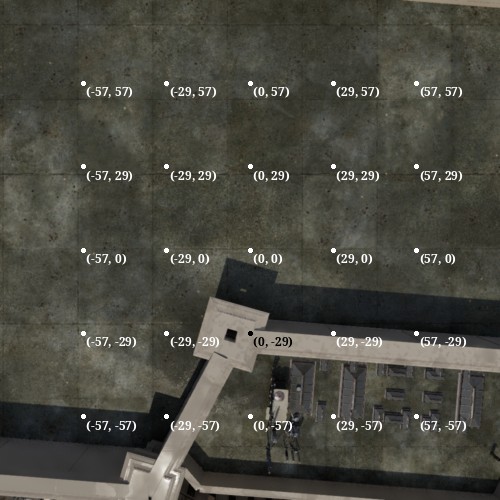 (-57, 57) (-29, 57) (0, 57) (29, 57) (57, 57)
(-57, 29) (-29, 29) (0, 29) (29, 29) (57, 29)
(-57, 0) (-29, 0) (0, 0) (29, 0) (57, 0)
(-57, -29) (-29, -29) (0, -29) (29, -29) (57, -29)
(-57, -57) (-29, -57) (0, -57) (29, -57) (57, -57)